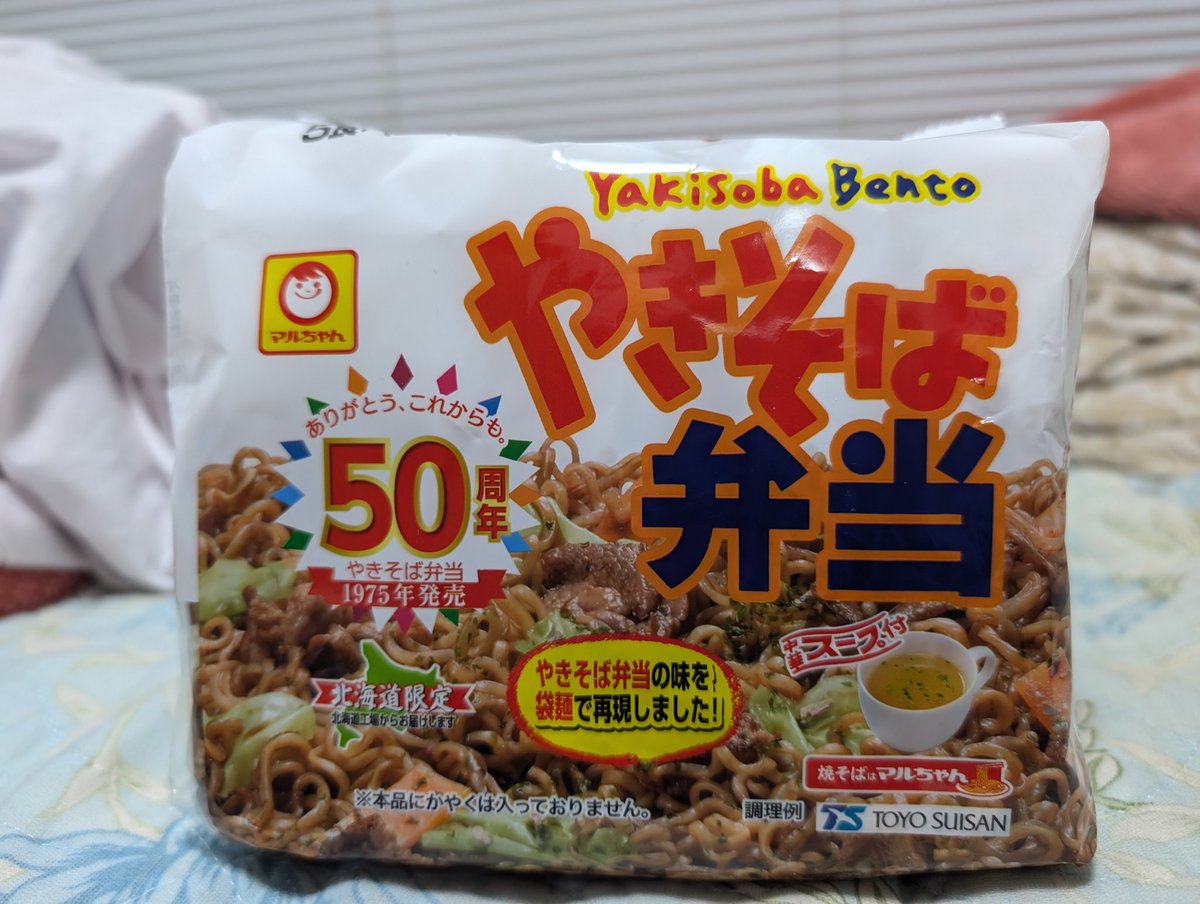 Yakisoba Bento
やきそば
弁当
マルちゃん
ありがとう、これからも。
50周年
やきそば弁当
1975年発売
北海道限定
北海道工場からお届けします
やきそば弁当の味を
袋麺で再現しました!
中華スープ付
焼そばはマルちゃん
※本品にかやくは入っておりません。
調理例
TS TOYO SUISAN